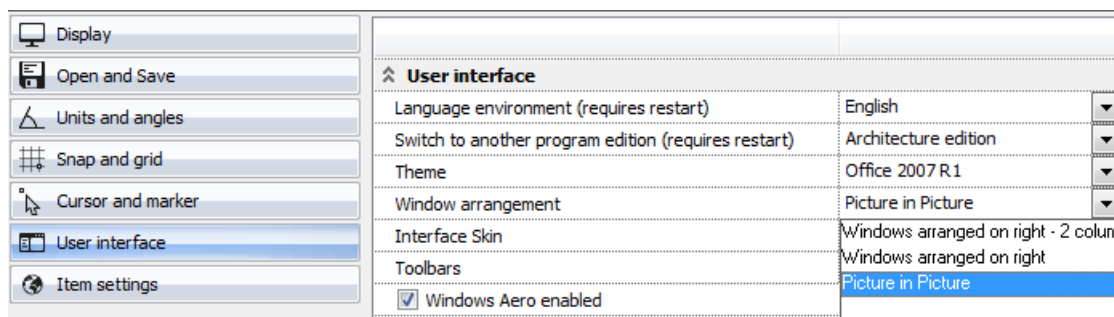 Display
Open and Save
Units and angles
Snap and grid
Cursor and marker
User interface
Item settings
User interface
Language environment (requires restart) English
Switch to another program edition (requires restart) Architecture edition
Theme Office 2007 R1
Window arrangement Picture in Picture
Interface Skin
Toolbars
Windows Aero enabled
Windows arranged on right - 2 colum
Windows arranged on right
Picture in Picture